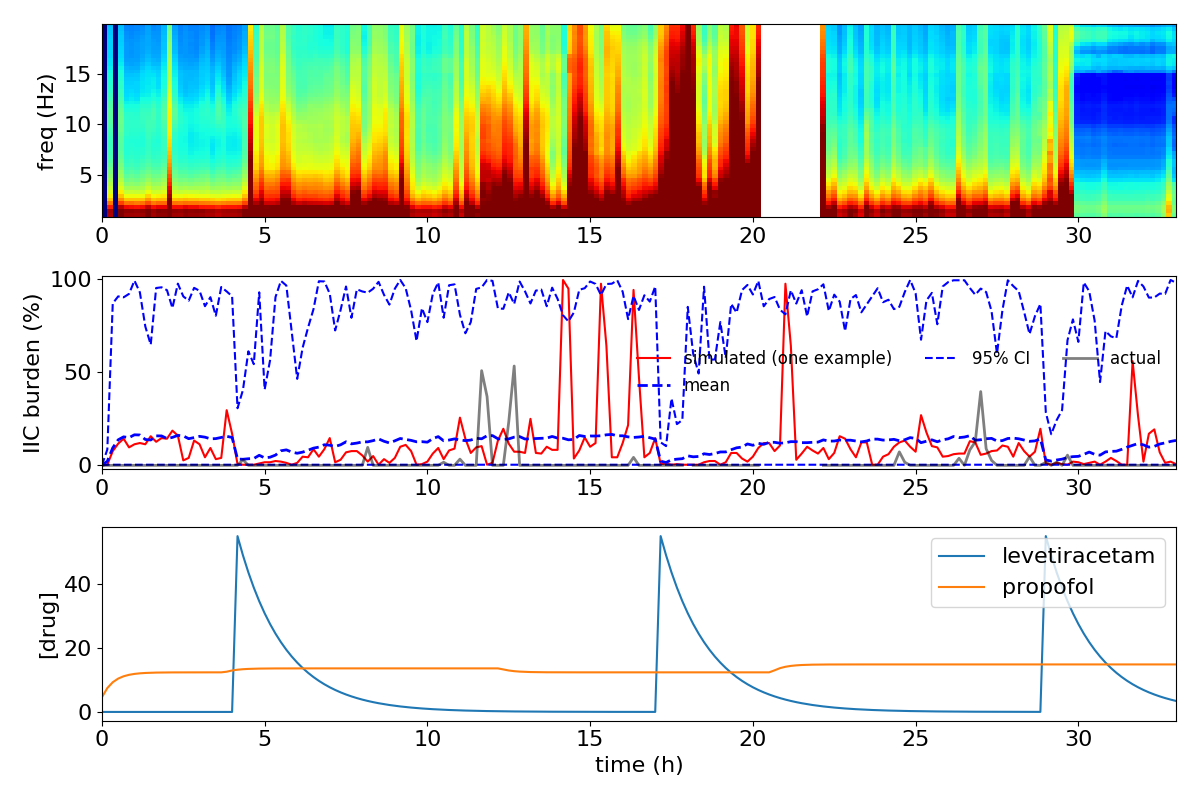 freq (Hz)
15
10
5
0 5 10 15 20 25 30
IIC burden (%)
100
50
0
simulated (one example) 95% CI actual
mean
0 5 10 15 20 25 30
[drug]
40
20
0
levetiracetam
propofol
0 5 10 15 20 25 30
time (h)